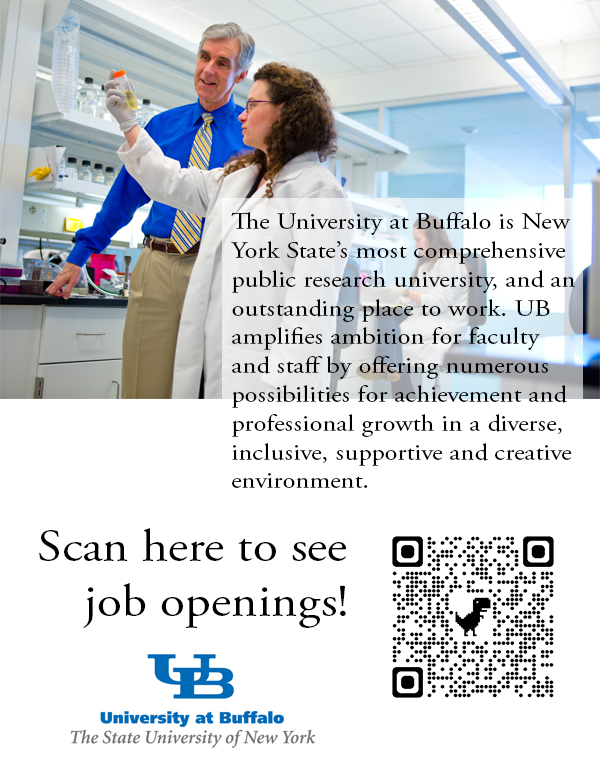 The University at Buffalo is New
York State's most comprehensive
public research university, and an
outstanding place to work. UB
amplifies ambition for faculty
and staff by offering numerous
possibilities for achievement and
professional growth in a diverse,
inclusive, supportive and creative
environment.
Scan here to see
job openings!
UB
University at Buffalo
The State University of New York